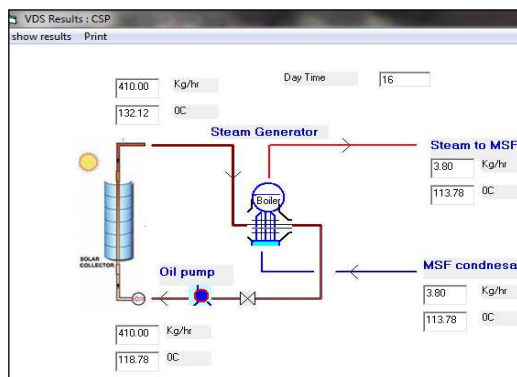 VDS Results : CSP
show results Print
410.00 Kg/hr
Day Time 16
132.12 0C
Steam Generator
Steam to MSF
3.80 Kg/hr
113.78 0C
Boiler
SOLAR
COLLECTOR
Oil pump
MSF condnesa
3.80 Kg/hr
113.78 0C
410.00 Kg/hr
118.78 0C